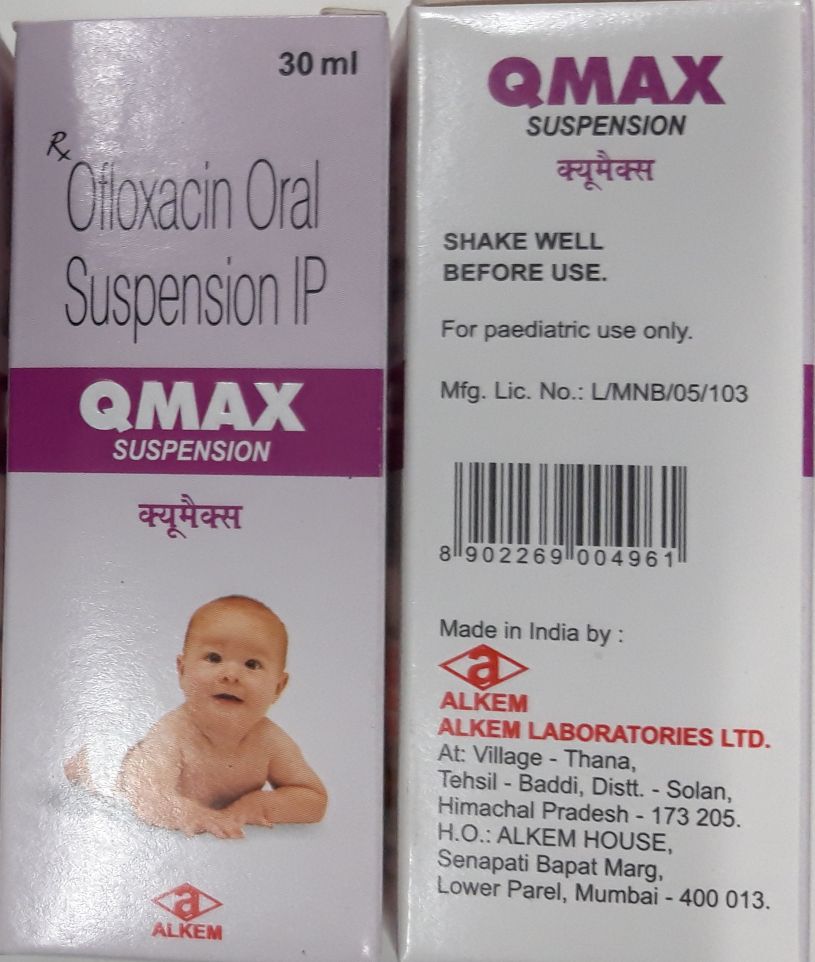 30 ml
Rx
Ofloxacin Oral
Suspension IP
QMAX
SUSPENSION
क्यूमैक्स
a
ALKEM
QMAX
SUSPENSION
क्यूमैक्स
SHAKE WELL
BEFORE USE.
For paediatric use only.
Mfg. Lic. No.: L/MNB/05/103
8 902269 004961
Made in India by :
a
ALKEM
ALKEM LABORATORIES LTD.
At: Village - Thana,
Tehsil - Baddi, Distt. - Solan,
Himachal Pradesh - 173 205.
H.O.: ALKEM HOUSE,
Senapati Bapat Marg,
Lower Parel, Mumbai - 400 013.